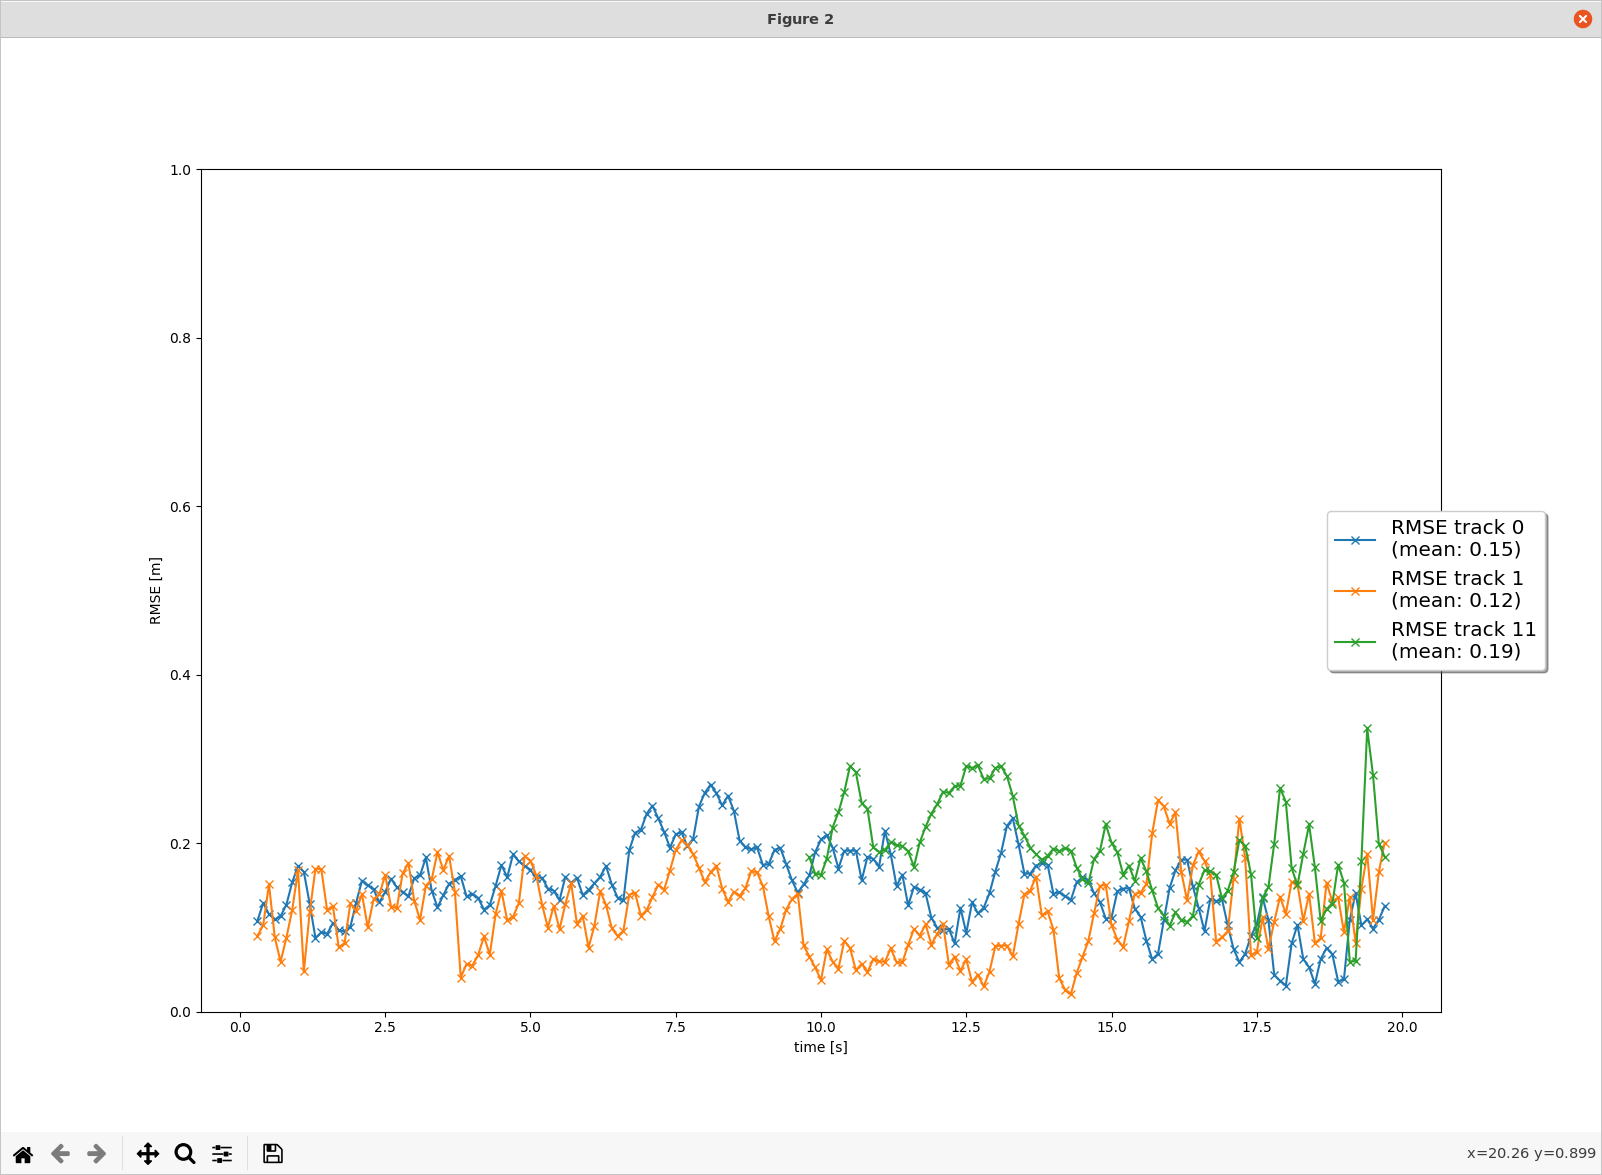 Figure 2
1.0
0.8
0.6
0.4
0.2
0.0
RMSE [m]
0.0 2.5 5.0 7.5 10.0 12.5 15.0 17.5 20.0
time [s]
RMSE track 0
(mean: 0.15)
RMSE track 1
(mean: 0.12)
RMSE track 11
(mean: 0.19)
x=20.26 y=0.899